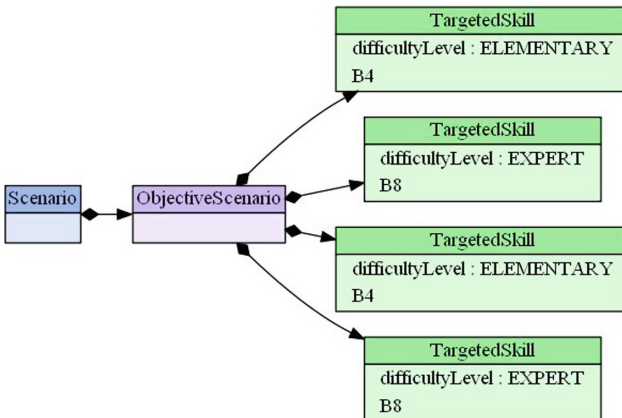 TargetedSkill
difficultyLevel : ELEMENTARY
B4
TargetedSkill
difficultyLevel : EXPERT
B8
Scenario
ObjectiveScenario
TargetedSkill
difficultyLevel : ELEMENTARY
B4
TargetedSkill
difficultyLevel : EXPERT
B8